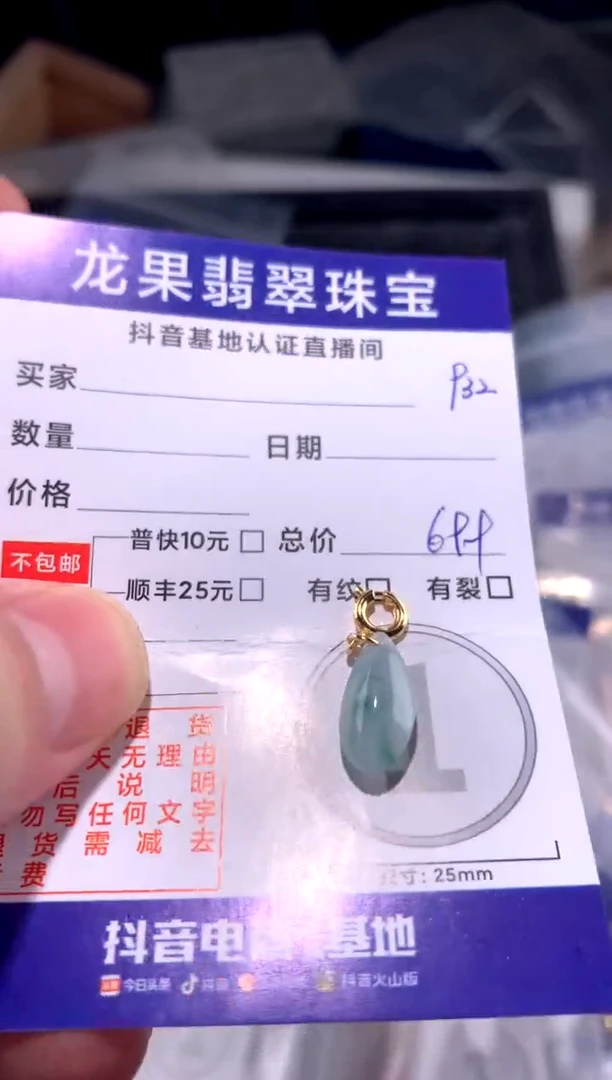 龙果翡翠珠宝
抖音基地认证直播间
买家 P32
数量 日期
价格
普快10元 总价
不包邮
顺丰25元 有纹 有裂
1
退 货
天无理由
后 说 明
勿写任何文字
货需减去
费
尺寸:25mm
抖音电 基地
今日头条 抖音 抖音火山版